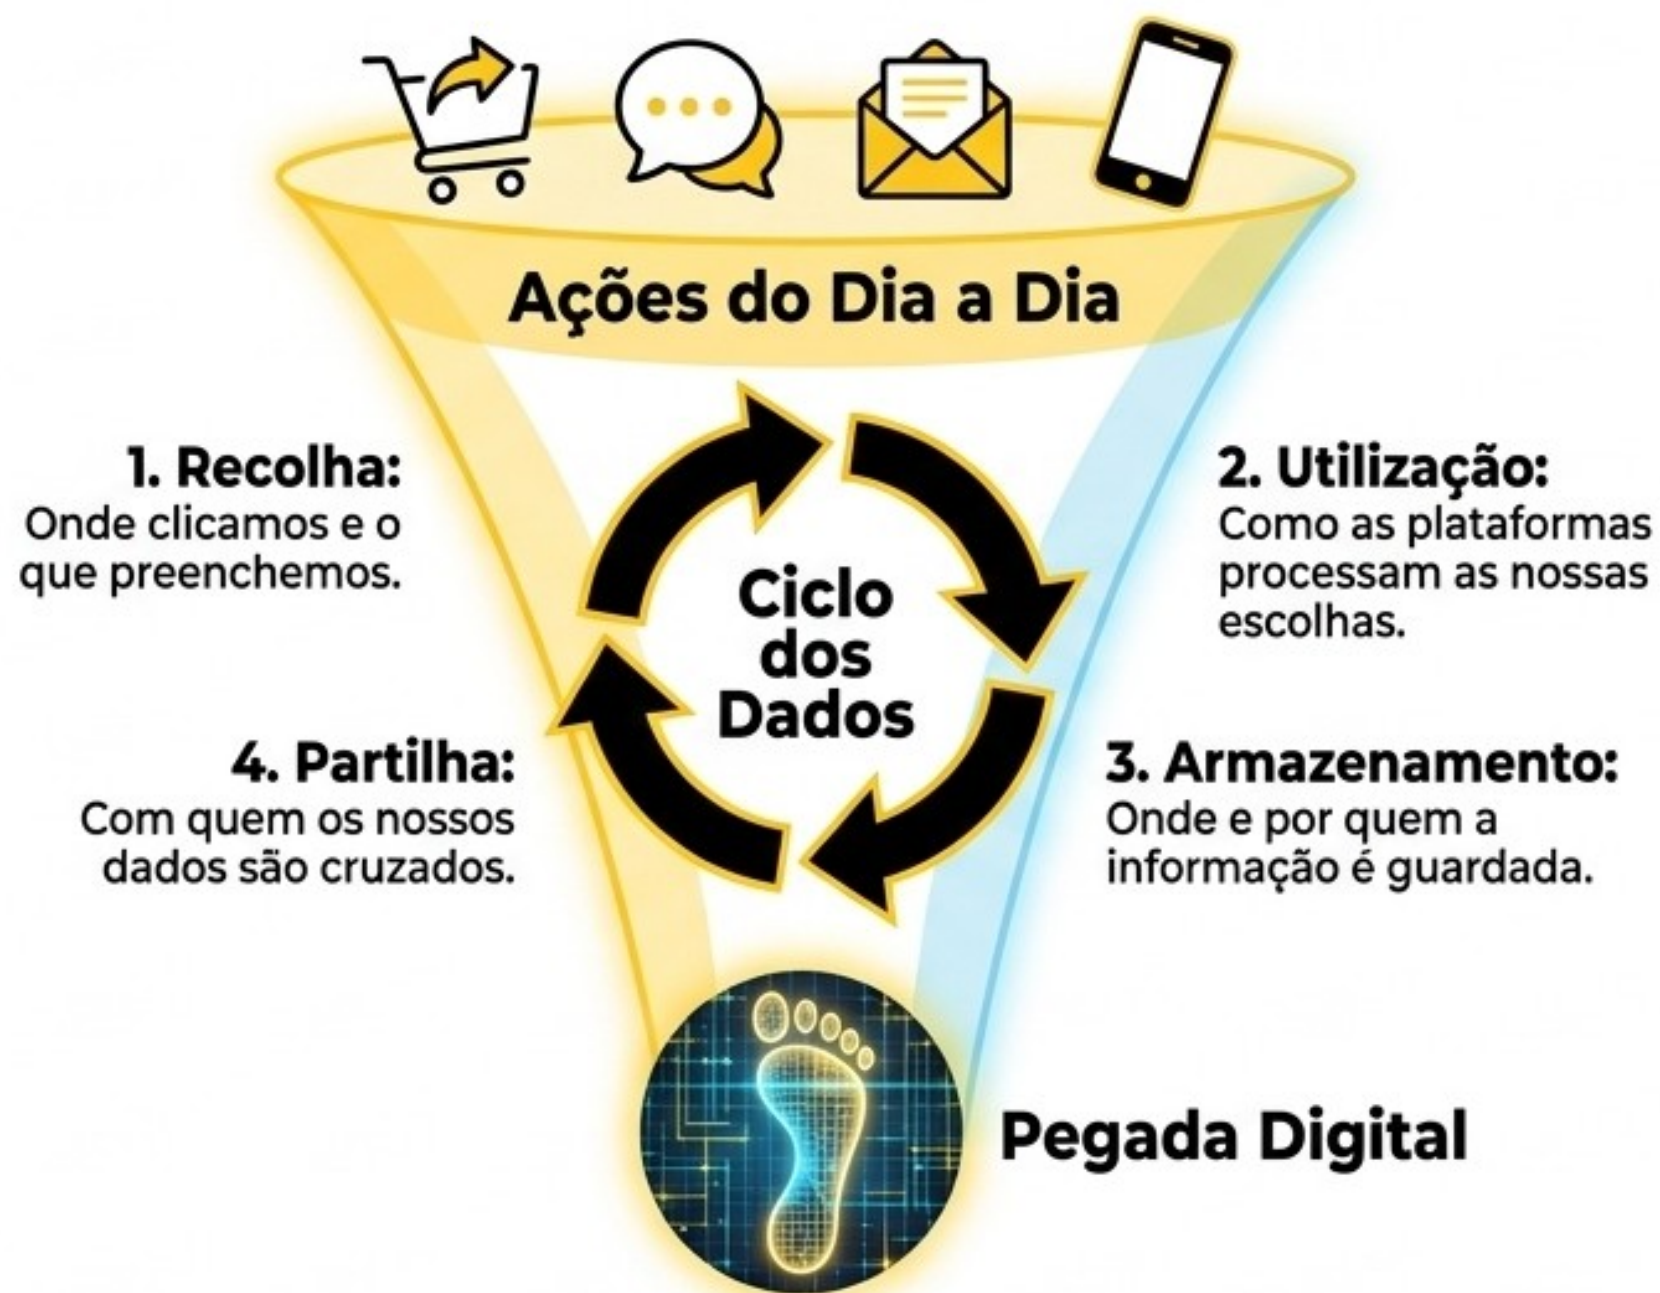 Ações do Dia a Dia
1. Recolha:
Onde clicamos e o
que preenchemos.
2. Utilização:
Como as plataformas
processam as nossas
escolhas.
Ciclo
dos
Dados
3. Armazenamento:
Onde e por quem a
informação é guardada.
4. Partilha:
Com quem os nossos
dados são cruzados.
Pegada Digital